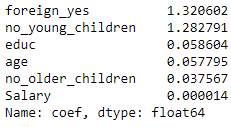 foreign_yes 1.320602
no_young_children 1.282791
educ 0.058604
age 0.057795
no_older_children 0.037567
Salary 0.000014
Name: coef, dtype: float64